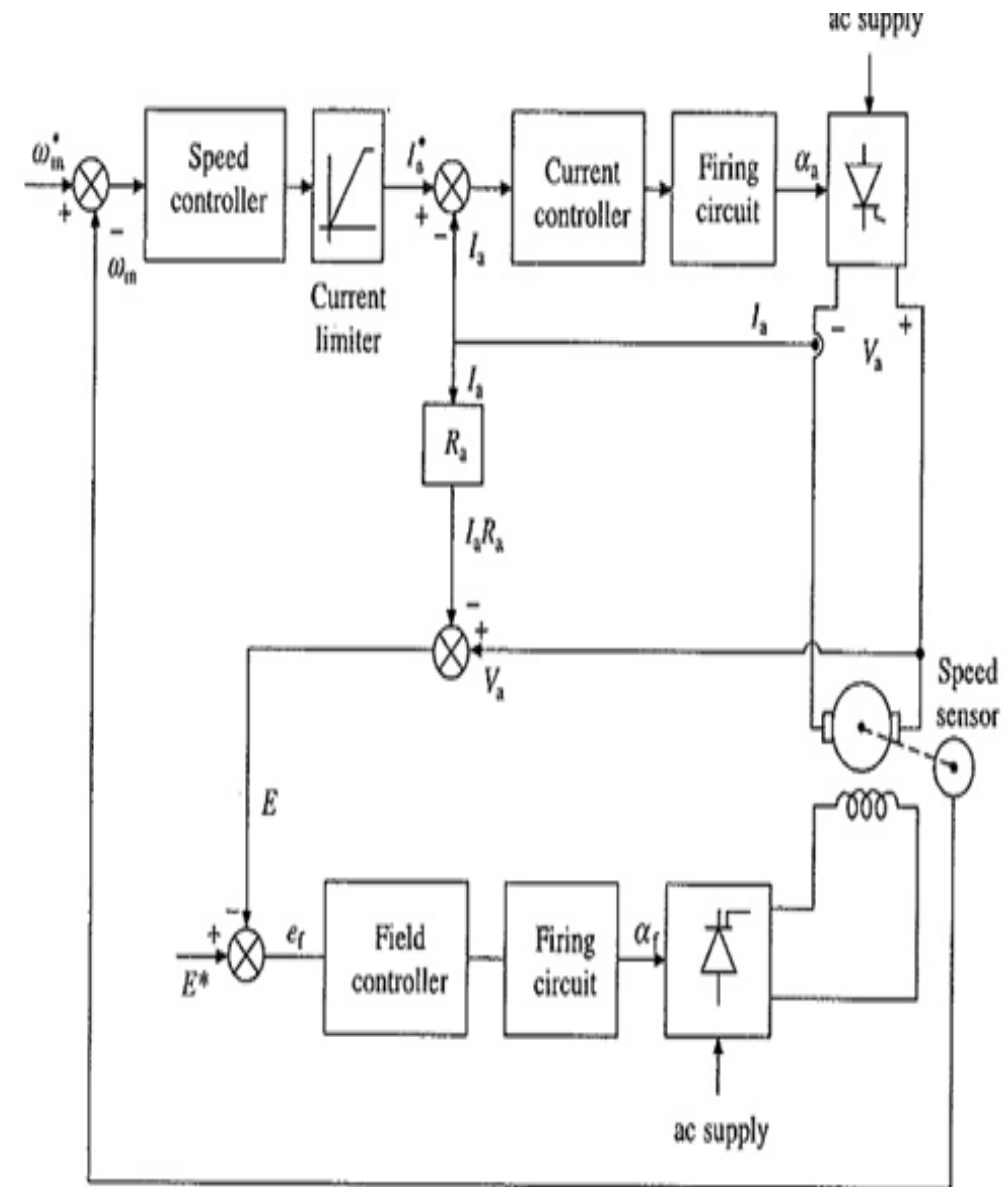 ac supply
ω*m
+
−
ωm
Speed
controller
Current
limiter
I*a
+
−
Ia
Current
controller
Firing
circuit
αa
Ia
−
+
Va
Ia
Ra
IaRa
−
+
Va
Speed
sensor
E
−
+
E*
ef
Field
controller
Firing
circuit
αf
ac supply